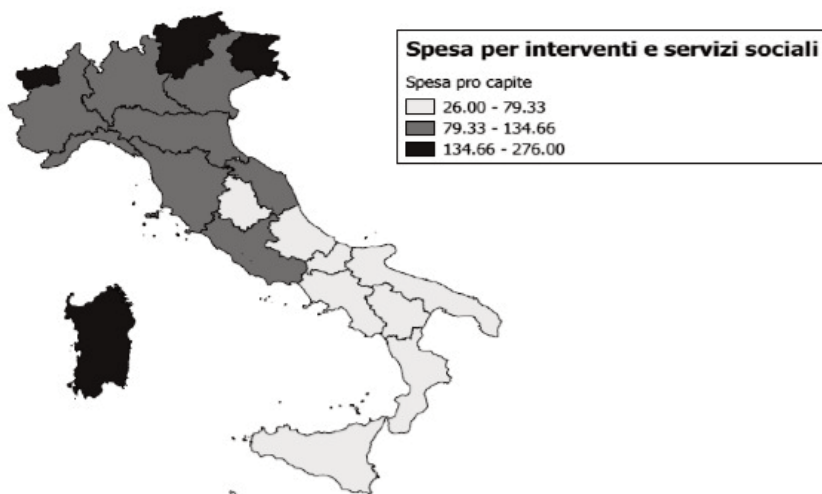 Spesa per interventi e servizi sociali
Spesa pro capite
26.00 - 79.33
79.33 - 134.66
134.66 - 276.00